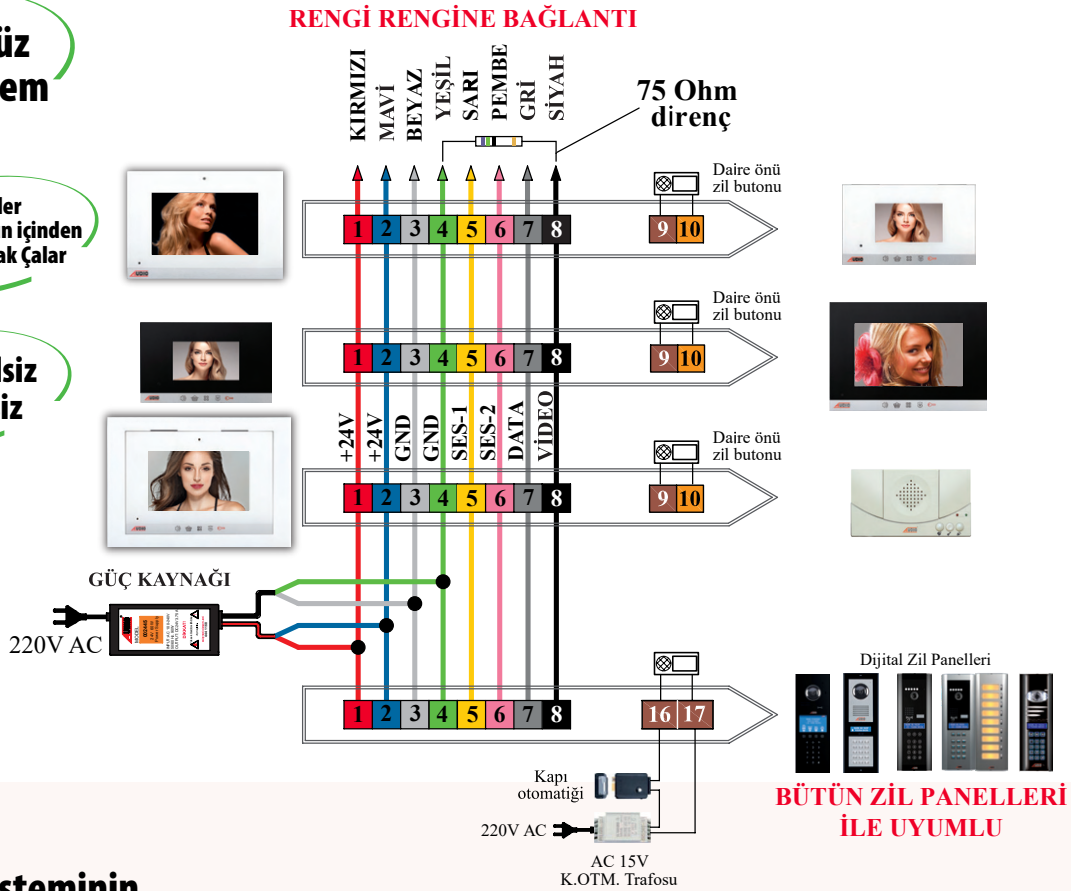 RENGİ RENGİNE BAĞLANTI
üz
em
KIRMIZI
MAVİ
BEYAZ
YEŞİL
SARI
PEMBE
GRİ
SİYAH
75 Ohm
direnç
ler
n içinden
ak Çalar
1 2 3 4 5 6 7 8
9 10
Daire önü
zil butonu
AUDIO
AUDIO
1 2 3 4 5 6 7 8
9 10
Daire önü
zil butonu
lsiz
iz
+24V
+24V
GND
GND
SES-1
SES-2
DATA
VİDEO
1 2 3 4 5 6 7 8
9 10
Daire önü
zil butonu
GÜÇ KAYNAĞI
220V AC
MODEL
1 2 3 4 5 6 7 8
16 17
Dijital Zil Panelleri
BÜTÜN ZİL PANELLERİ
İLE UYUMLU
Kapı
otomatiği
220V AC
AC 15V
K.OTM. Trafosu
isteminin